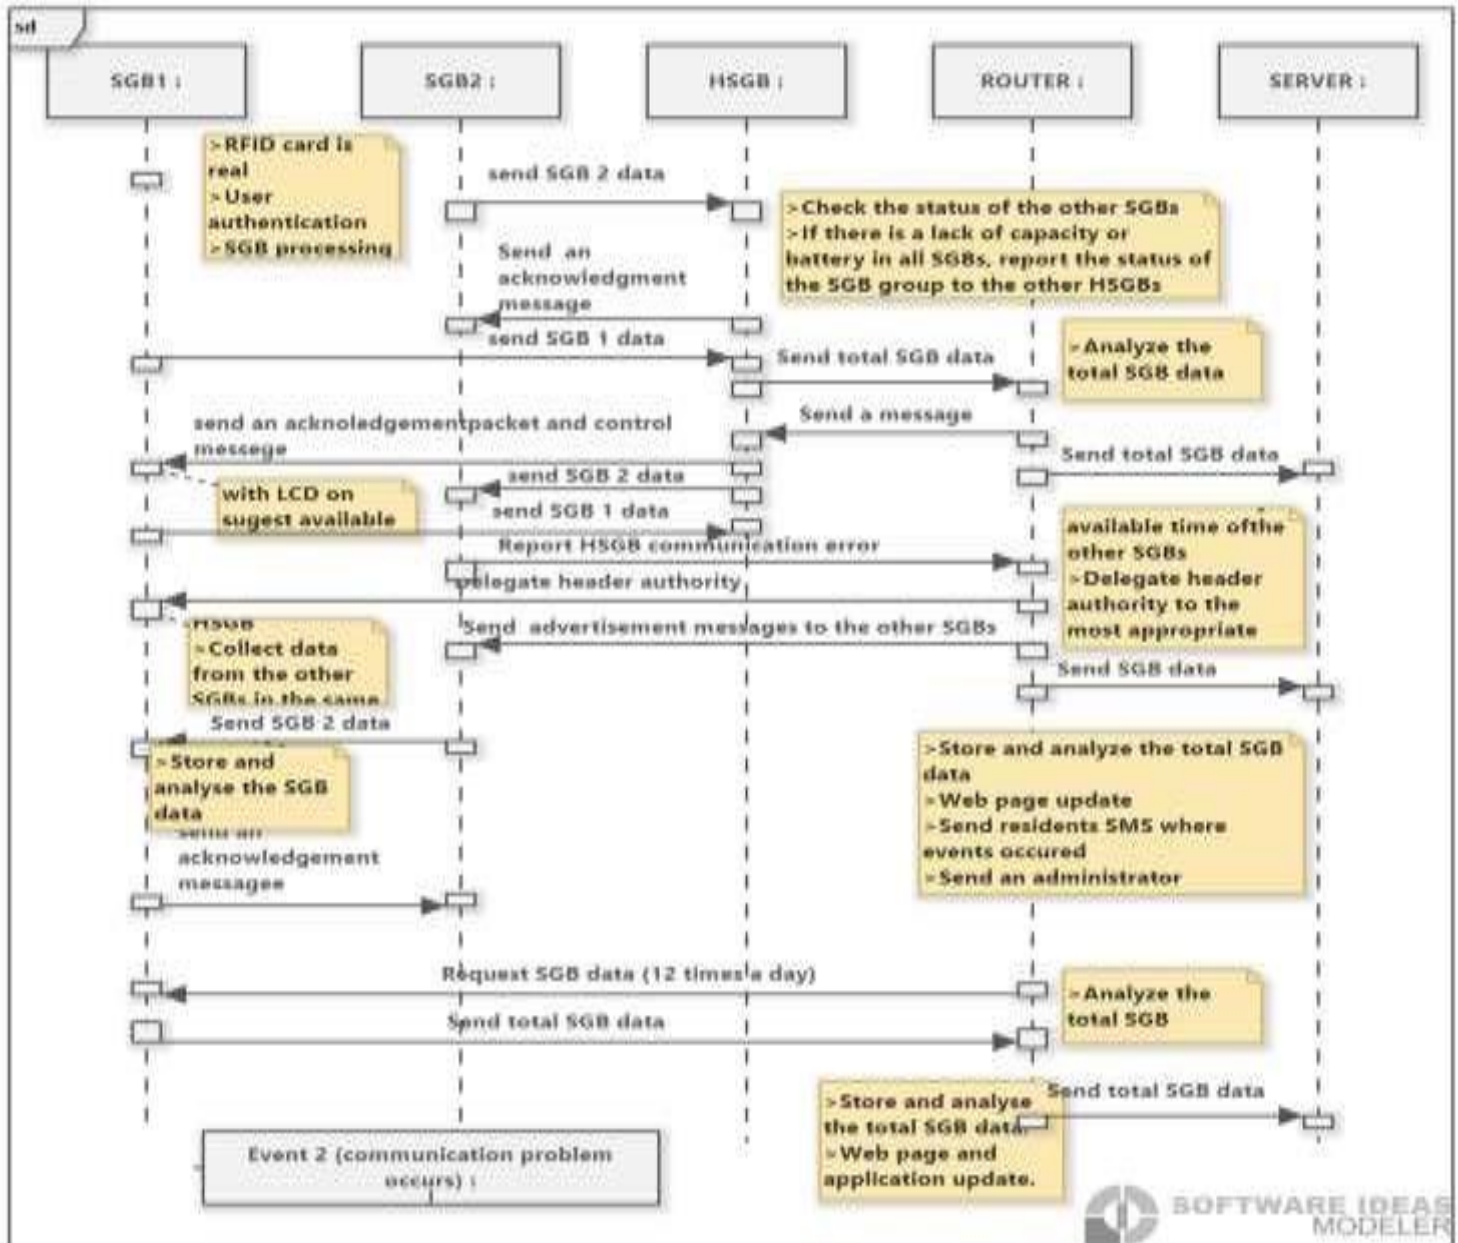 sd
SGB1 :
SGB2 :
HSGB :
ROUTER :
SERVER :
>RFID card is
real
>User
authentication
>SGB processing
send SGB 2 data
>Check the status of the other SGBs
>If there is a lack of capacity or
battery in all SGBs, report the status of
the SGB group to the other HSGBs
Send an
acknowledgment
message
send SGB 1 data
Send total SGB data
>Analyze the
total SGB data
Send a message
send an acknoledgementpacket and control
messege
Send total SGB data
send SGB 2 data
with LCD on
sugest available
send SGB 1 data
available time ofthe
other SGBs
>Delegate header
authority to the
most appropriate
Report HSGB communication error
Delegate header authority
HSGB
>Collect data
from the other
SGBs in the same
Send advertisement messages to the other SGBs
Send SGB data
Send SGB 2 data
>Store and
analyse the SGB
data
>Store and analyze the total SGB
data
>Web page update
>Send residents SMS where
events occured
>Send an administrator
Send an
acknowledgement
messagee
Request SGB data (12 times a day)
>Analyze the
total SGB
Send total SGB data
Send total SGB data
>Store and analyse
the total SGB data.
>Web page and
application update.
Event 2 (communication problem
occurs) :
SOFTWARE IDEAS
MODELER